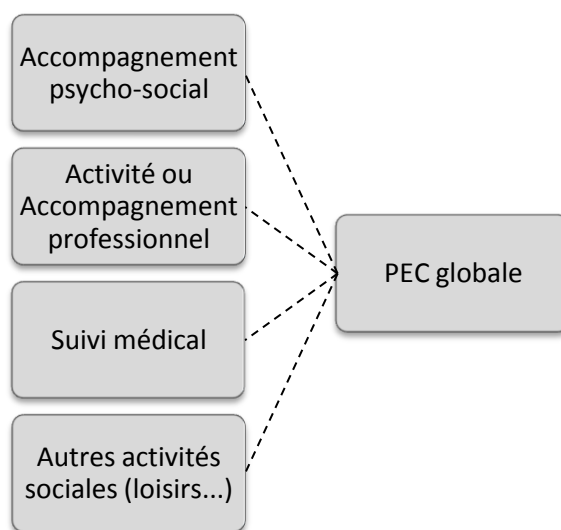 Accompagnement
psycho-social
Activité ou
Accompagnement
professionnel
Suivi médical
Autres activités
sociales (loisirs...)
PEC globale